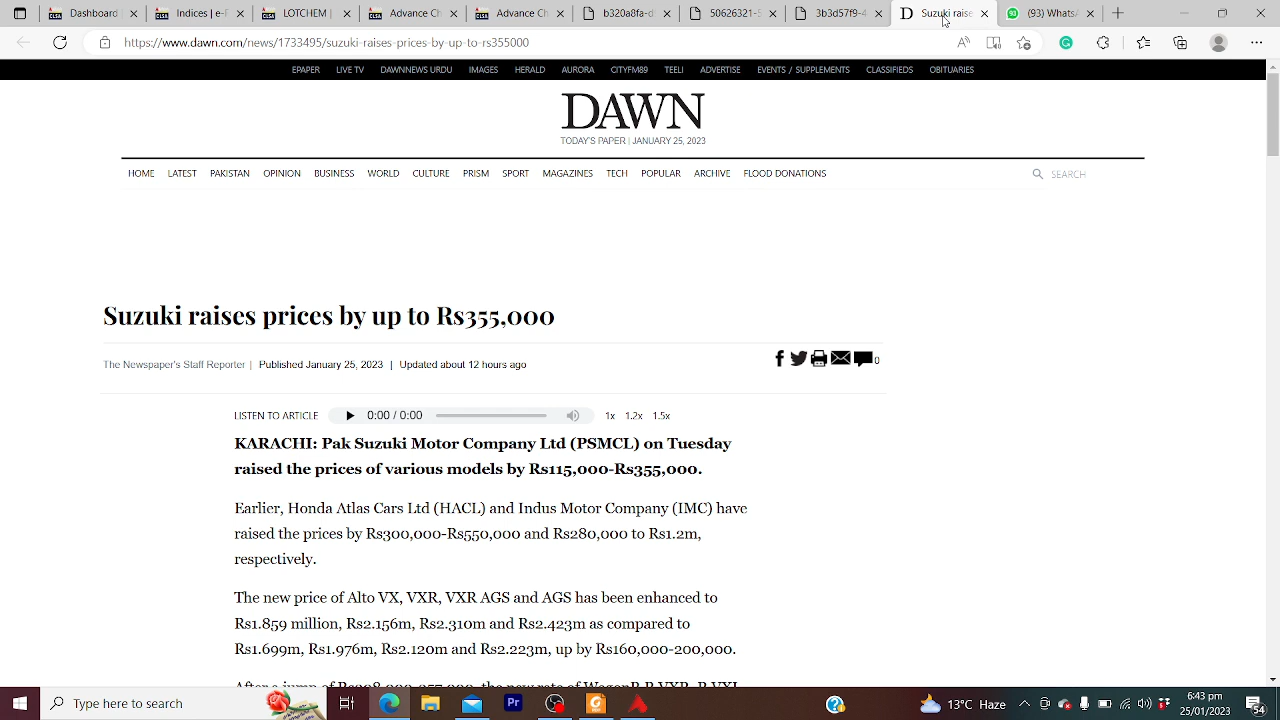 Dashboard
Indices | -E
LOTCHEM |
Advance Ch
Advance Ch
b3208fa8-d
S0626321-5
3b3d57f8-a
Suzuki raise
(93) WhatsA
https://www.dawn.com/news/1733495/suzuki-raises-prices-by-up-to-rs355000
EPAPER LIVE TV DAWNNEWS URDU IMAGES HERALD AURORA CITYFM89 TEELI ADVERTISE EVENTS / SUPPLEMENTS CLASSIFIEDS OBITUARIES
DAWN
TODAY'S PAPER | JANUARY 25, 2023
HOME LATEST PAKISTAN OPINION BUSINESS WORLD CULTURE PRISM SPORT MAGAZINES TECH POPULAR ARCHIVE FLOOD DONATIONS SEARCH
Suzuki raises prices by up to Rs355,000
The Newspaper's Staff Reporter | Published January 25, 2023 | Updated about 12 hours ago
0
LISTEN TO ARTICLE 0:00 / 0:00 1x 1.2x 1.5x
KARACHI: Pak Suzuki Motor Company Ltd (PSMCL) on Tuesday
raised the prices of various models by Rs115,000-Rs355,000.
Earlier, Honda Atlas Cars Ltd (HACL) and Indus Motor Company (IMC) have
raised the prices by Rs300,000-Rs550,000 and Rs280,000 to Rs1.2m,
respectively.
The new price of Alto VX, VXR, VXR AGS and AGS has been enhanced to
Rs1.859 million, Rs2.156m, Rs2.310m and Rs2.423m as compared to
Rs1.699m, Rs1.976m, Rs2.120m and Rs2.223m, up by Rs160,000-200,000.
Type here to search
13°C Haze
6:43 pm
25/01/2023